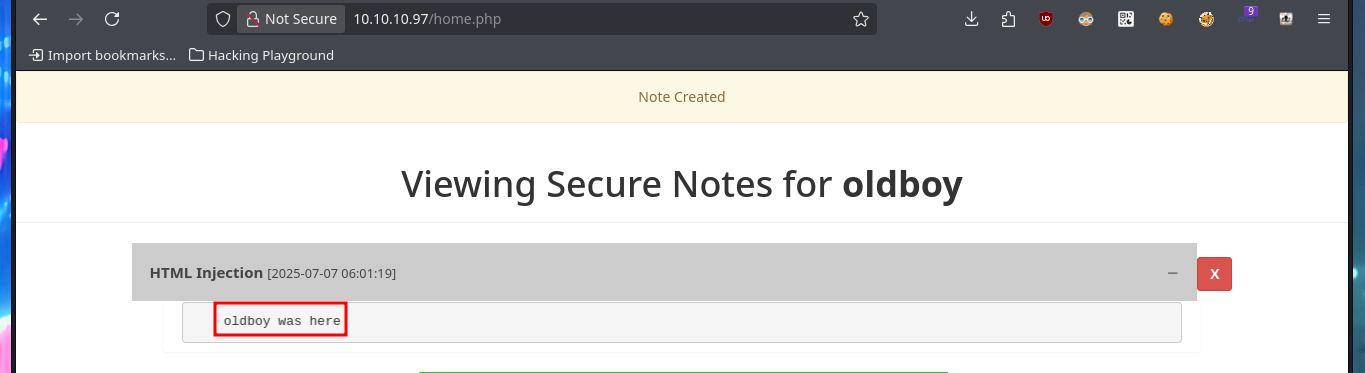 Not Secure 10.10.10.97/home.php
9
Import bookmarks... Hacking Playground
Note Created
Viewing Secure Notes for oldboy
HTML Injection [2025-07-07 06:01:19] − X
oldboy was here